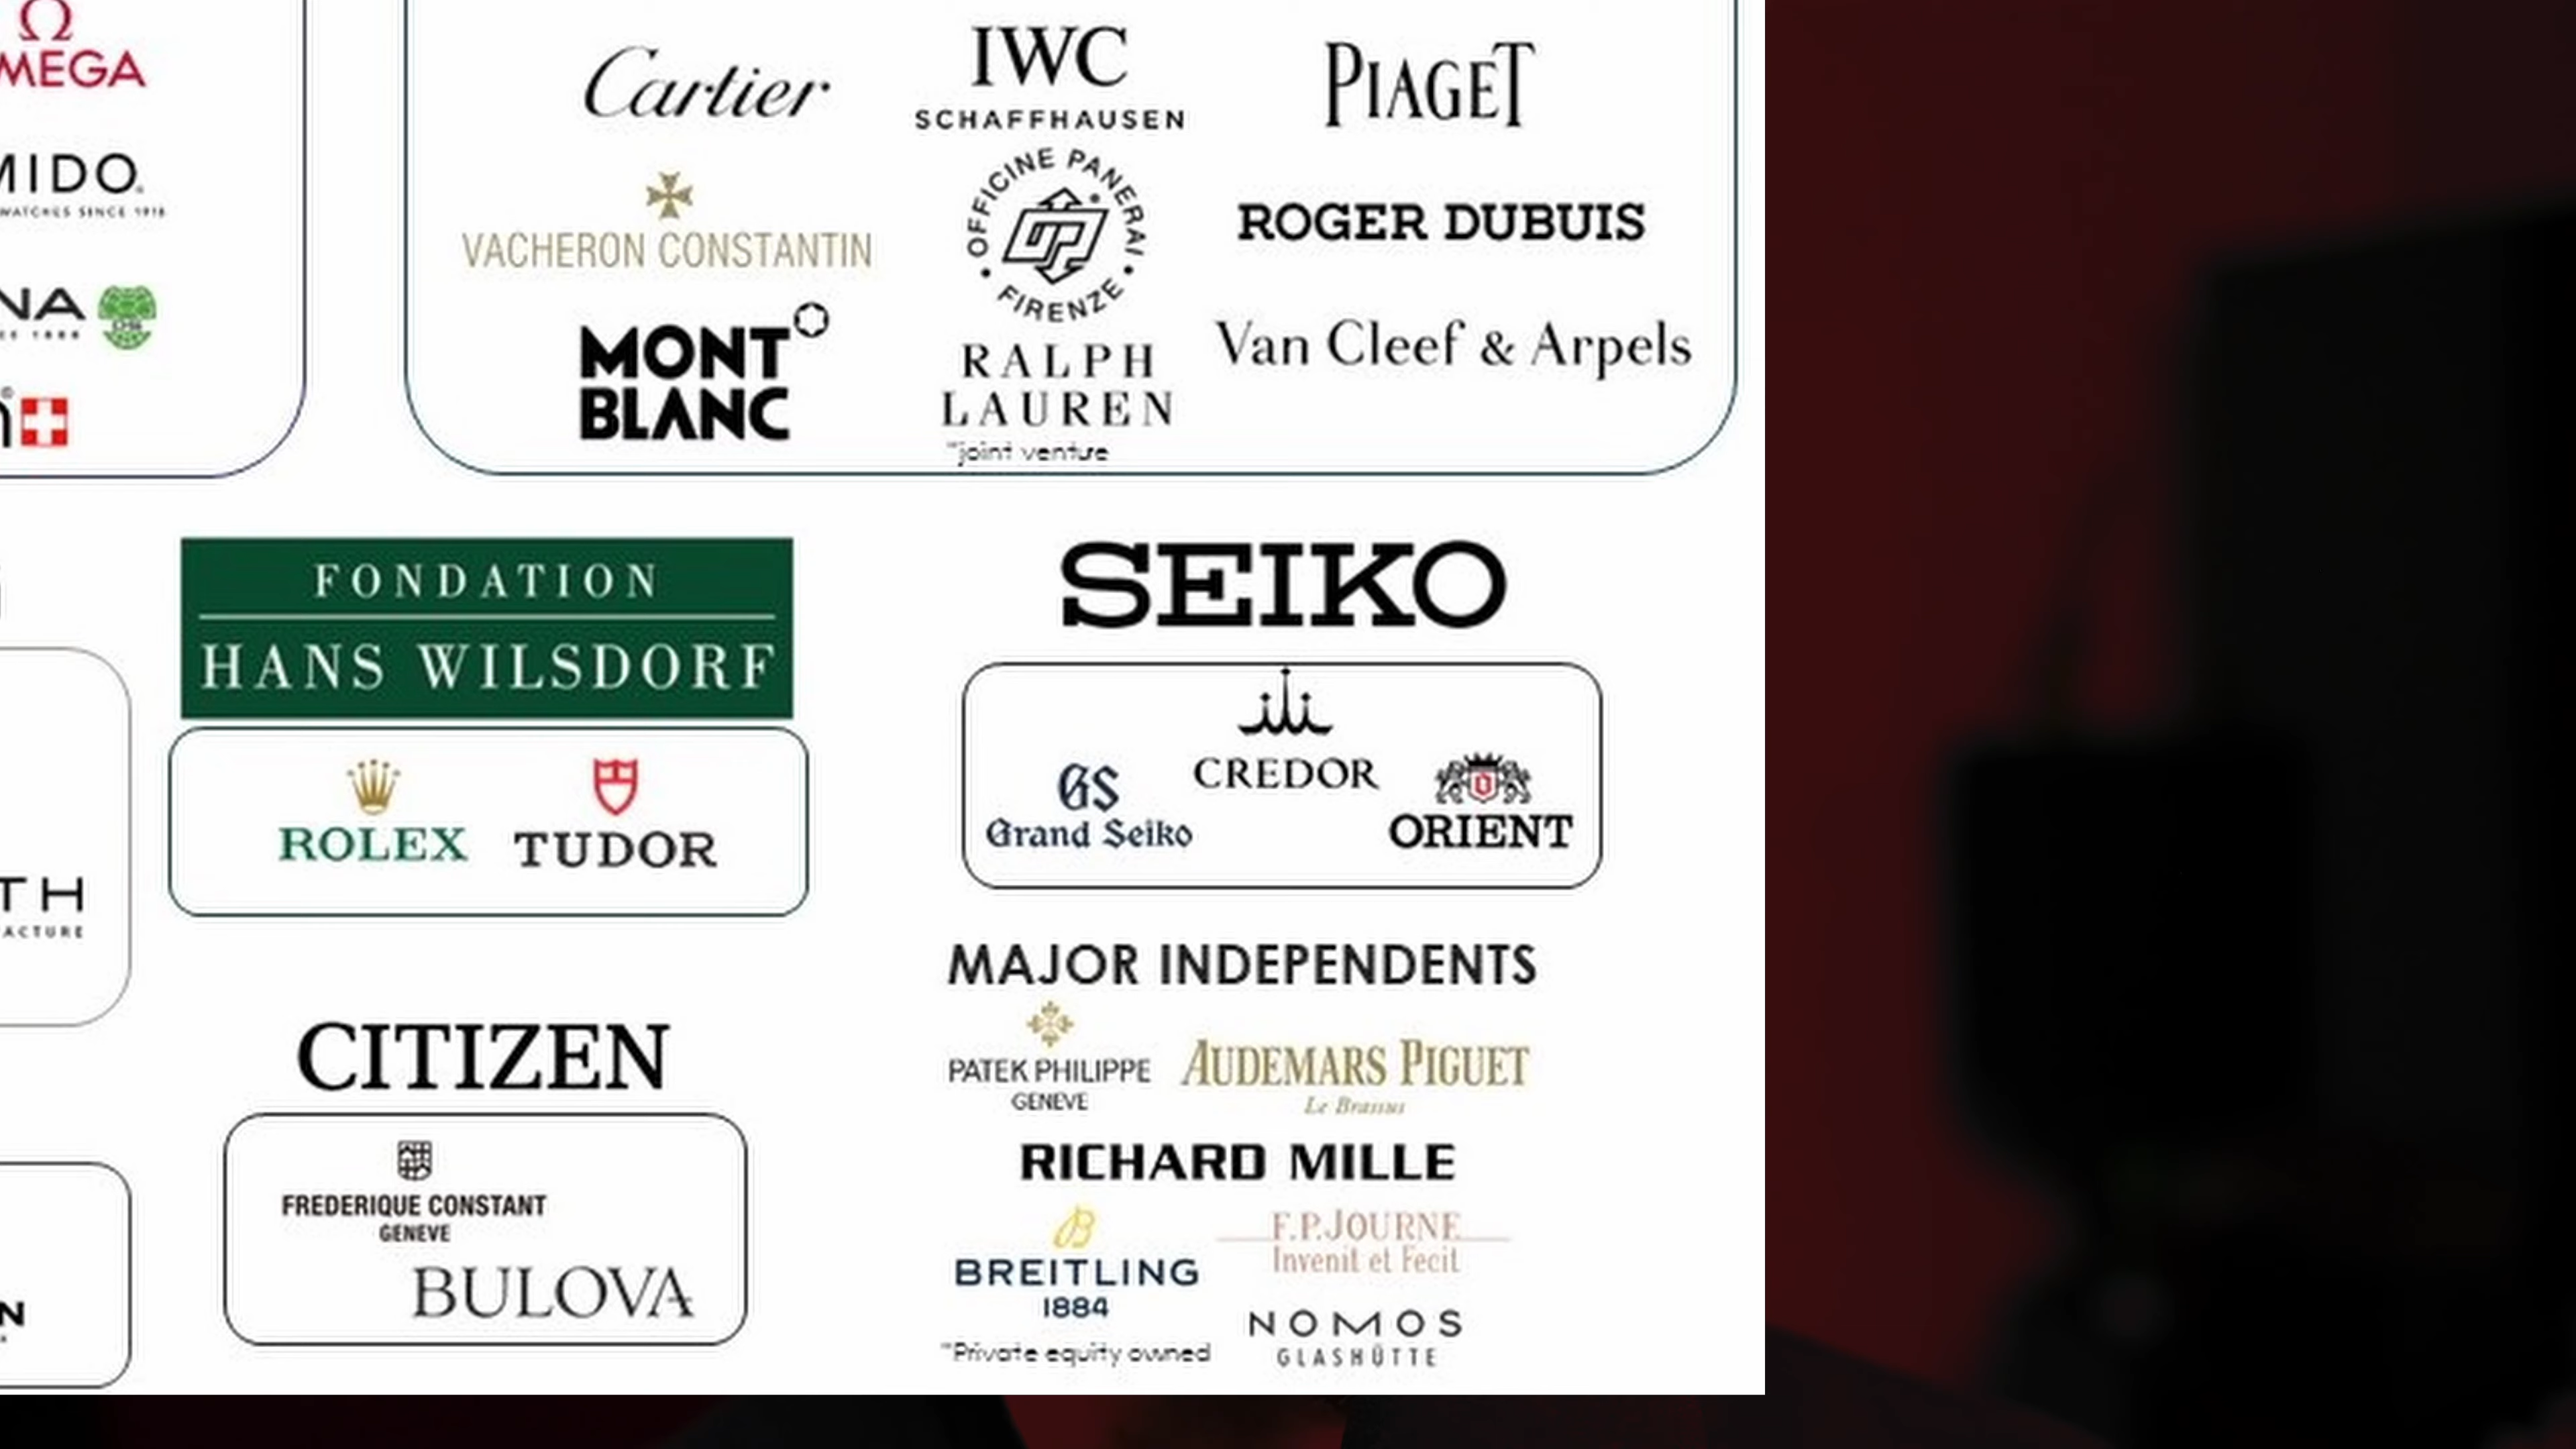 Cartier
IWC
SCHAFFHAUSEN
PIAGET
MIDO
WATCHES SINCE 1918
VACHERON CONSTANTIN
OFFICINE PANERAI
FIRENZE
ROGER DUBUIS
MONT
BLANC
RALPH
LAUREN
**joint venture
Van Cleef & Arpels
FONDATION
HANS WILSDORF
ROLEX
TUDOR
SEIKO
CREDOR
GS
Grand Seiko
ORIENT
CITIZEN
FREDERIQUE CONSTANT
GENEVE
BULOVA
MAJOR INDEPENDENTS
PATEK PHILIPPE
GENEVE
AUDEMARS PIGUET
Le Brassus
RICHARD MILLE
BREITLING
1884
F.P.JOURNE
Invenit et Fecit
NOMOS
GLASHÜTTE
**Private equity owned